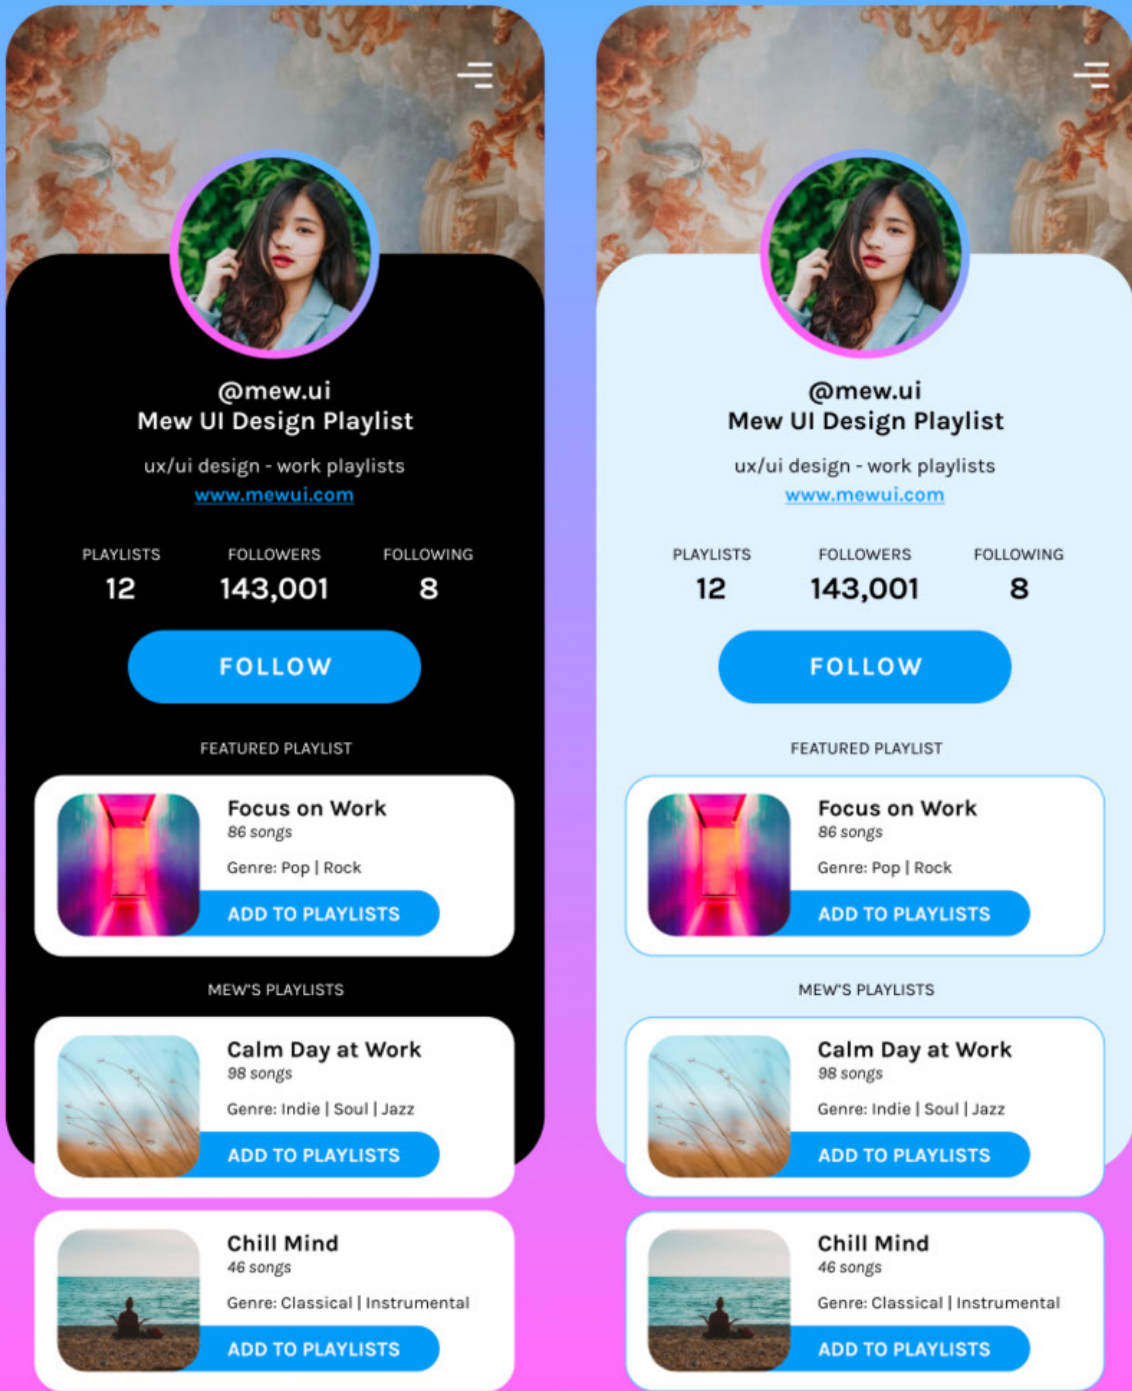 @mew.ui
Mew UI Design Playlist
ux/ui design - work playlists
www.mewui.com
PLAYLISTS FOLLOWERS FOLLOWING
12 143,001 8
FOLLOW
FEATURED PLAYLIST
Focus on Work
86 songs
Genre: Pop | Rock
ADD TO PLAYLISTS
MEW'S PLAYLISTS
Calm Day at Work
98 songs
Genre: Indie | Soul | Jazz
ADD TO PLAYLISTS
Chill Mind
46 songs
Genre: Classical | Instrumental
ADD TO PLAYLISTS
@mew.ui
Mew UI Design Playlist
ux/ui design - work playlists
www.mewui.com
PLAYLISTS FOLLOWERS FOLLOWING
12 143,001 8
FOLLOW
FEATURED PLAYLIST
Focus on Work
86 songs
Genre: Pop | Rock
ADD TO PLAYLISTS
MEW'S PLAYLISTS
Calm Day at Work
98 songs
Genre: Indie | Soul | Jazz
ADD TO PLAYLISTS
Chill Mind
46 songs
Genre: Classical | Instrumental
ADD TO PLAYLISTS